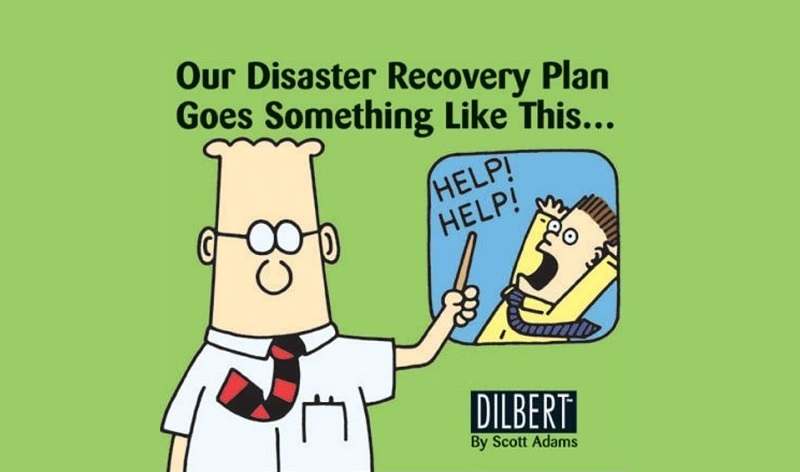 Our Disaster Recovery Plan
Goes Something Like This...
HELP!
HELP!
DILBERT
By Scott Adams